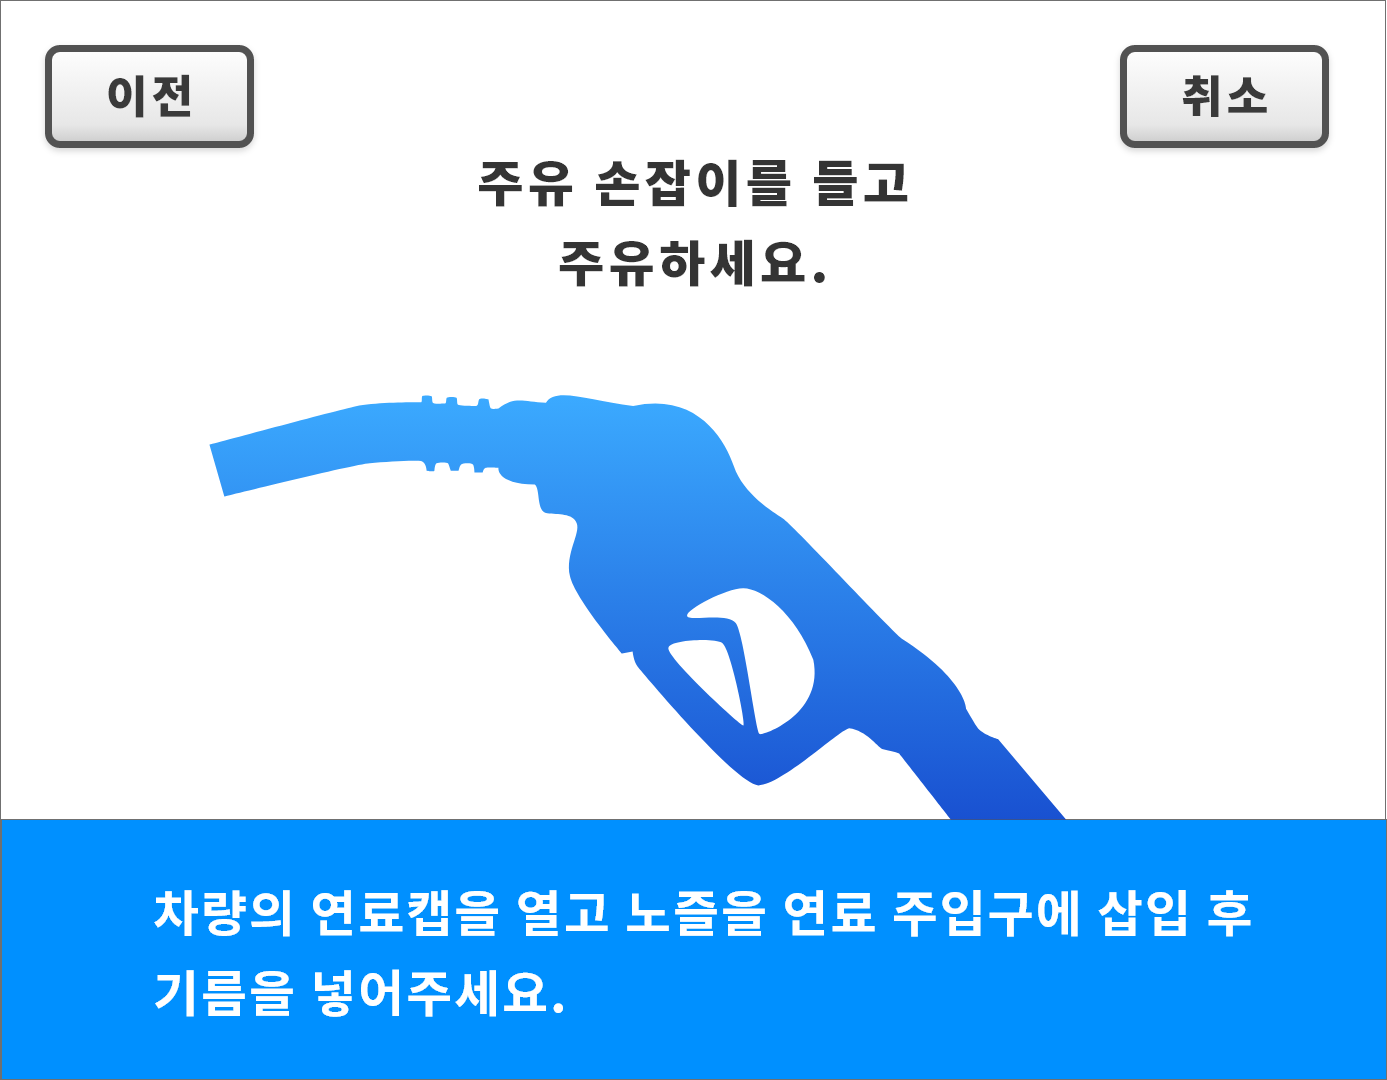 이전
취소
주유 손잡이를 들고
주유하세요.
차량의 연료캡을 열고 노즐을 연료 주입구에 삽입 후
기름을 넣어주세요.